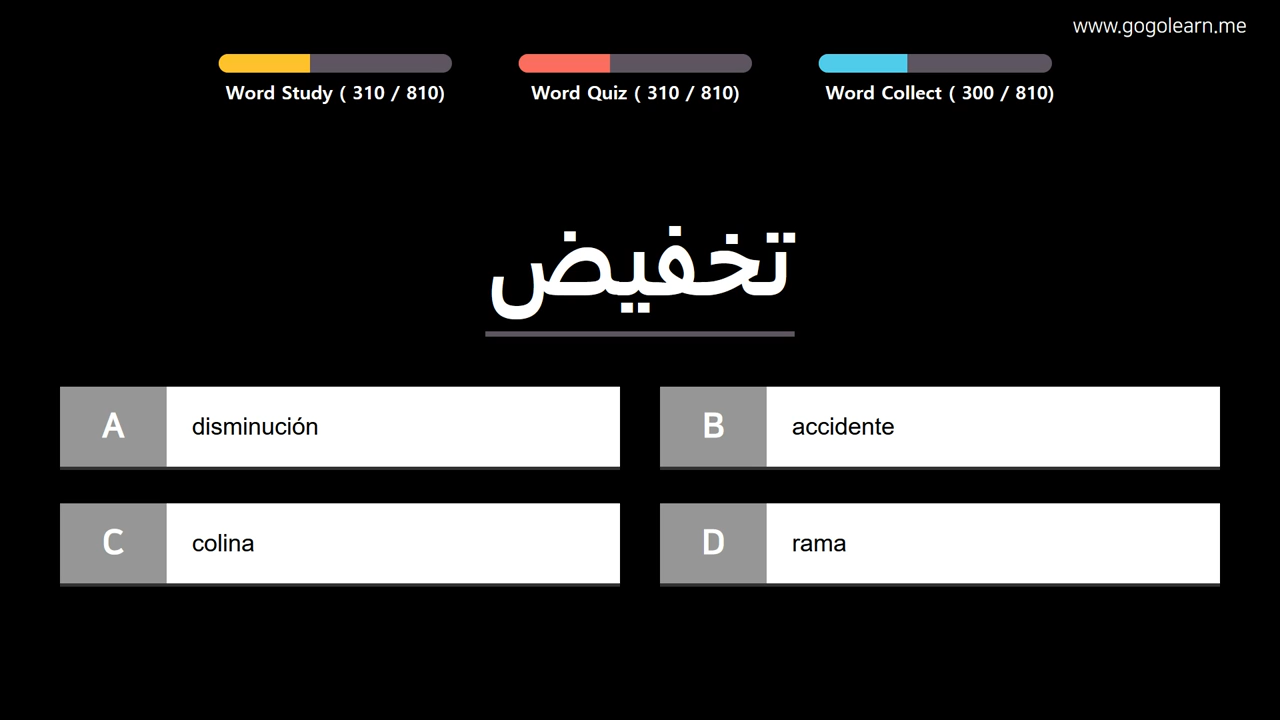 www.gogolearn.me
Word Study ( 310 / 810)
Word Quiz ( 310 / 810)
Word Collect ( 300 / 810)
تخفيض
A disminución
B accidente
C colina
D rama